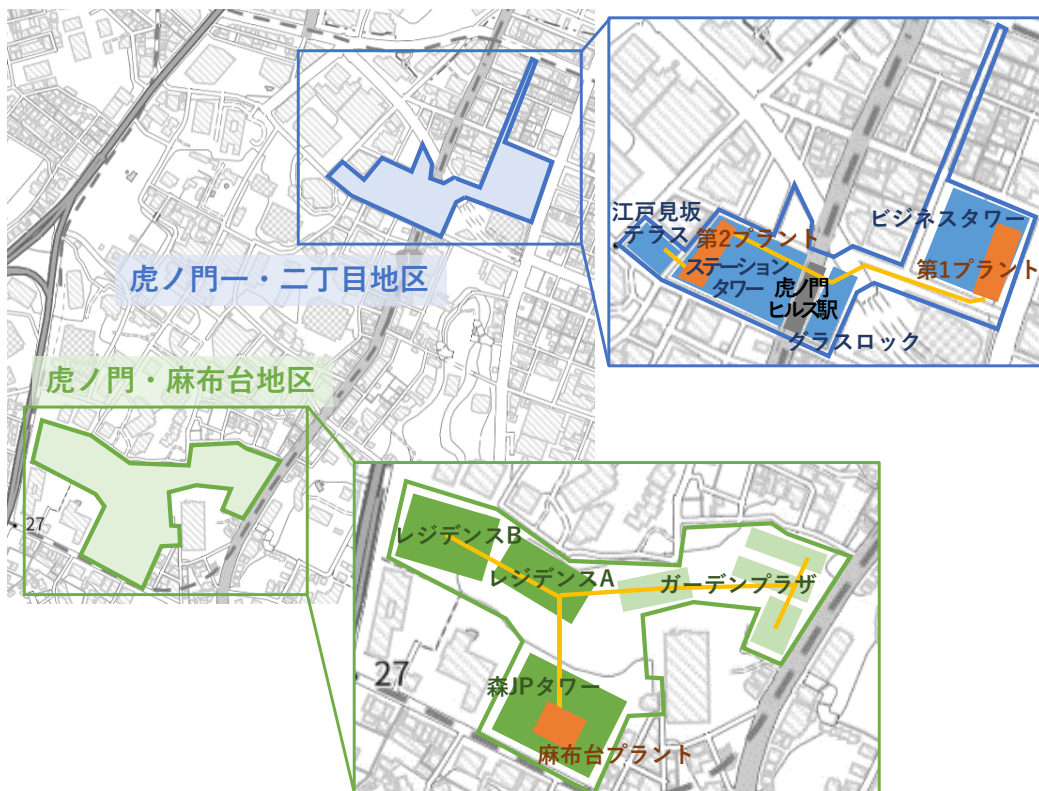 虎ノ門一・二丁目地区
江戸見坂
テラス
第2プラント
ステーション
タワー
虎ノ門
ヒルズ駅
グラスロック
ビジネスタワー
第1プラント
虎ノ門・麻布台地区
27
レジデンスB
レジデンスA
ガーデンプラザ
27
森JPタワー
麻布台プラント